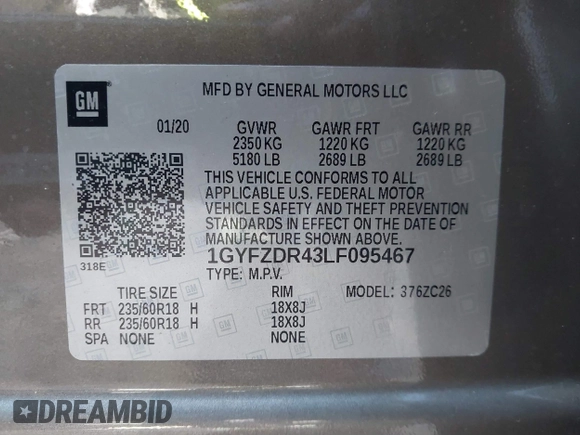 GM
MFD BY GENERAL MOTORS LLC
01/20 GVWR GAWR FRT GAWR RR
2350 KG 1220 KG 1220 KG
5180 LB 2689 LB 2689 LB
THIS VEHICLE CONFORMS TO ALL
APPLICABLE U.S. FEDERAL MOTOR
VEHICLE SAFETY AND THEFT PREVENTION
STANDARDS IN EFFECT ON THE DATE OF
MANUFACTURE SHOWN ABOVE.
318E
1GYFZDR43LF095467
TYPE: M.P.V.
TIRE SIZE RIM MODEL: 376ZC26
FRT 235/60R18 H 18X8J
RR 235/60R18 H 18X8J
SPA NONE NONE
DREAMBID